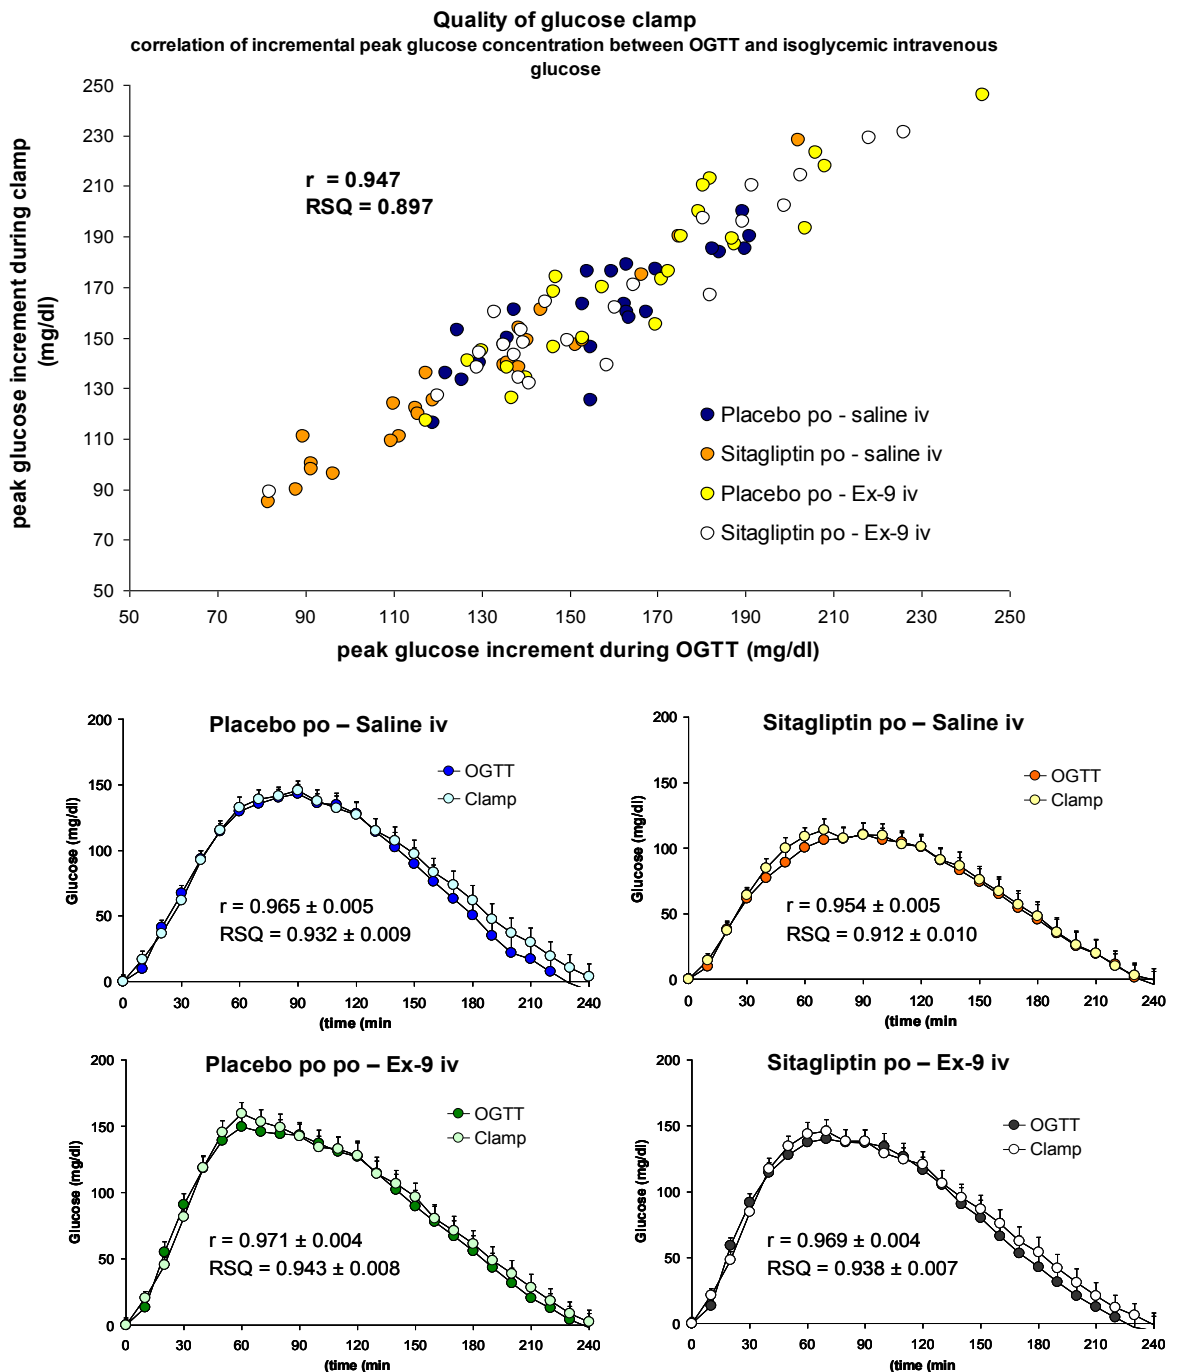 Quality of glucose clamp
correlation of incremental peak glucose concentration between OGTT and isoglycemic intravenous
glucose
250
230
210
190
170
150
130
110
90
70
50
peak glucose increment during clamp
(mg/dl)
r = 0.947
RSQ = 0.897
Placebo po - saline iv
Sitagliptin po - saline iv
Placebo po - Ex-9 iv
Sitagliptin po - Ex-9 iv
50 70 90 110 130 150 170 190 210 230 250
peak glucose increment during OGTT (mg/dl)
Placebo po – Saline iv
200
150
100
50
0
Glucose (mg/dl)
OGTT
Clamp
r = 0.965 ± 0.005
RSQ = 0.932 ± 0.009
0 30 60 90 120 150 180 210 240
(time (min
Sitagliptin po – Saline iv
200
150
100
50
0
Glucose (mg/dl)
OGTT
Clamp
r = 0.954 ± 0.005
RSQ = 0.912 ± 0.010
0 30 60 90 120 150 180 210 240
(time (min
Placebo po po – Ex-9 iv
200
150
100
50
0
Glucose (mg/dl)
OGTT
Clamp
r = 0.971 ± 0.004
RSQ = 0.943 ± 0.008
0 30 60 90 120 150 180 210 240
(time (min
Sitagliptin po – Ex-9 iv
200
150
100
50
0
Glucose (mg/dl)
OGTT
Clamp
r = 0.969 ± 0.004
RSQ = 0.938 ± 0.007
0 30 60 90 120 150 180 210 240
(time (min